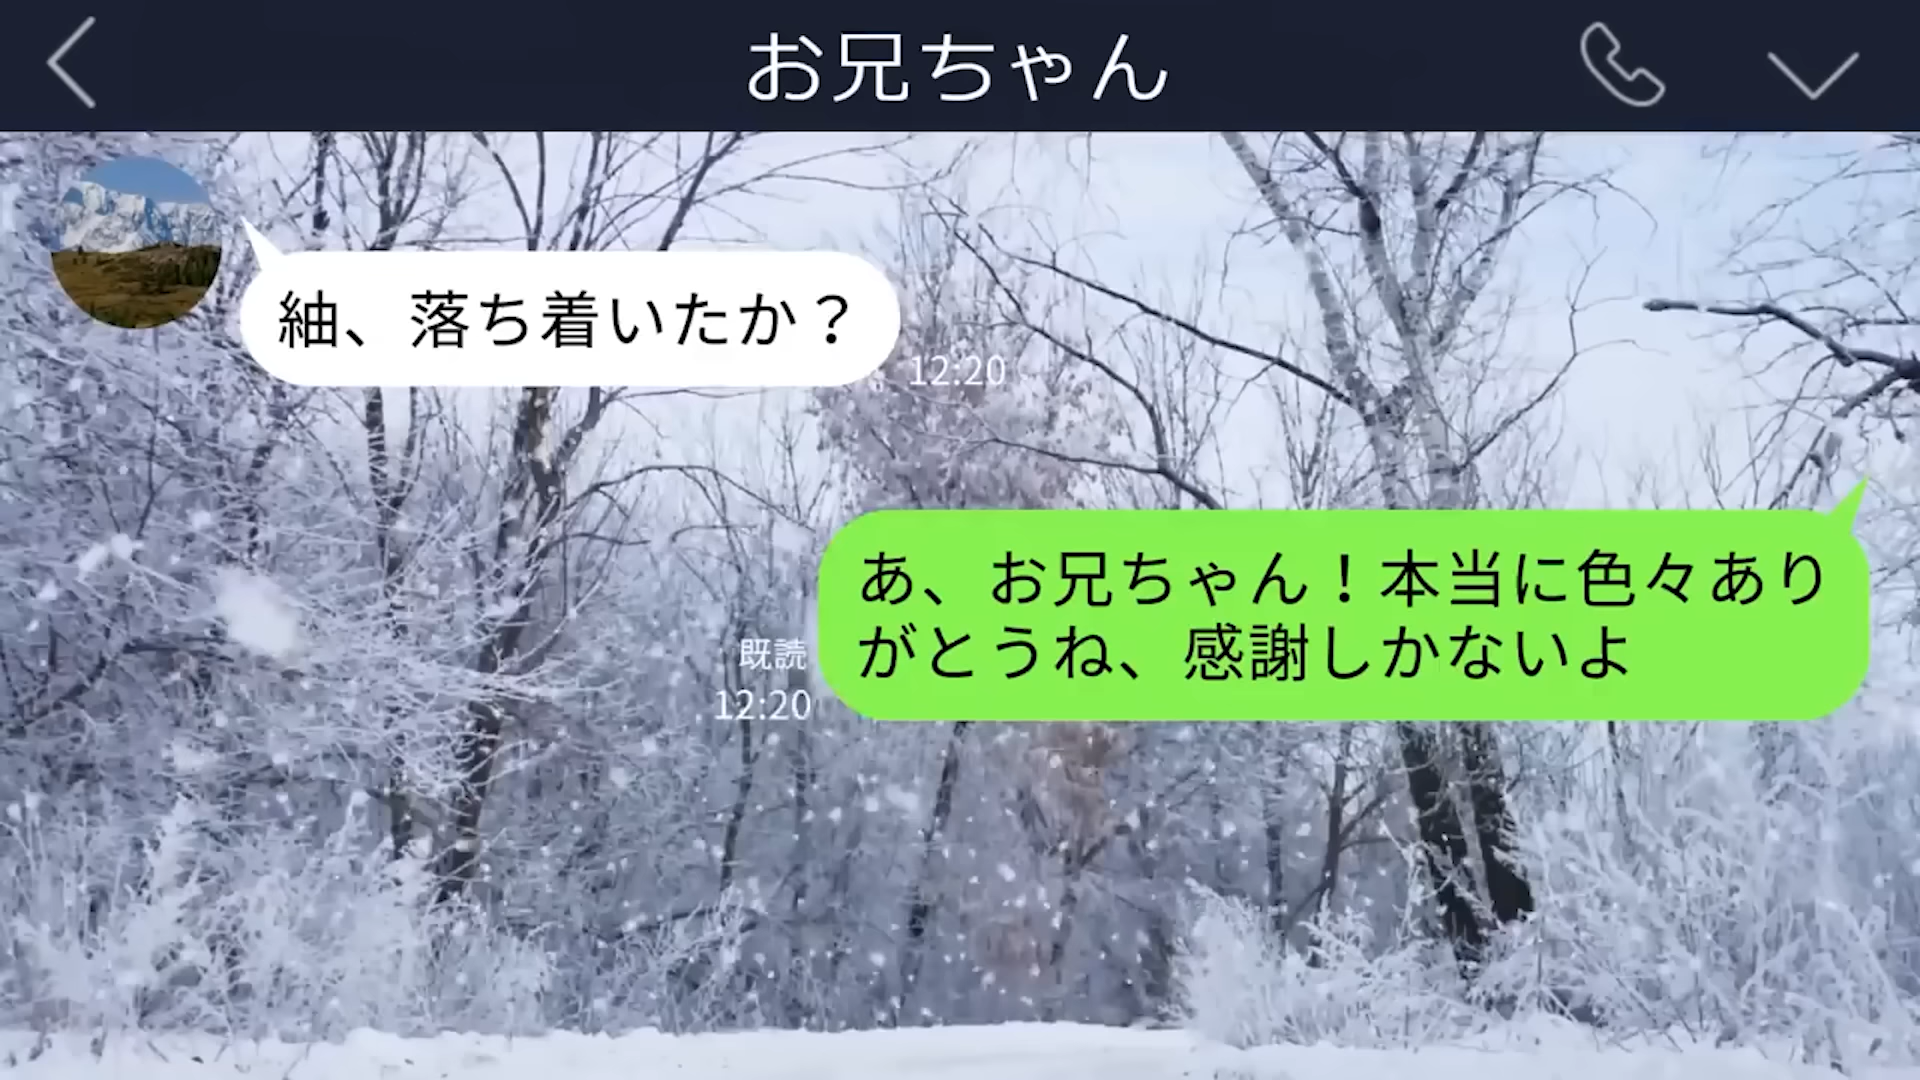 お兄ちゃん
紬、落ち着いたか？
12:20
あ、お兄ちゃん！本当に色々あり
がとうね、感謝しかないよ
既読
12:20